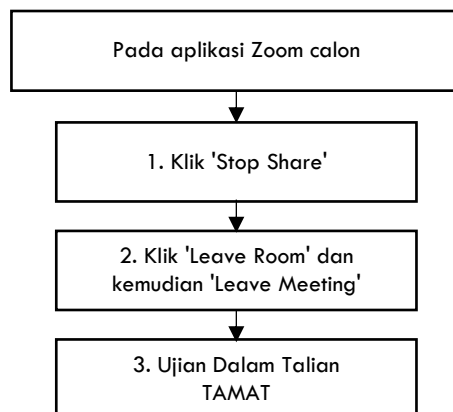 Pada aplikasi Zoom calon
1. Klik 'Stop Share'
2. Klik 'Leave Room' dan
kemudian 'Leave Meeting'
3. Ujian Dalam Talian
TAMAT